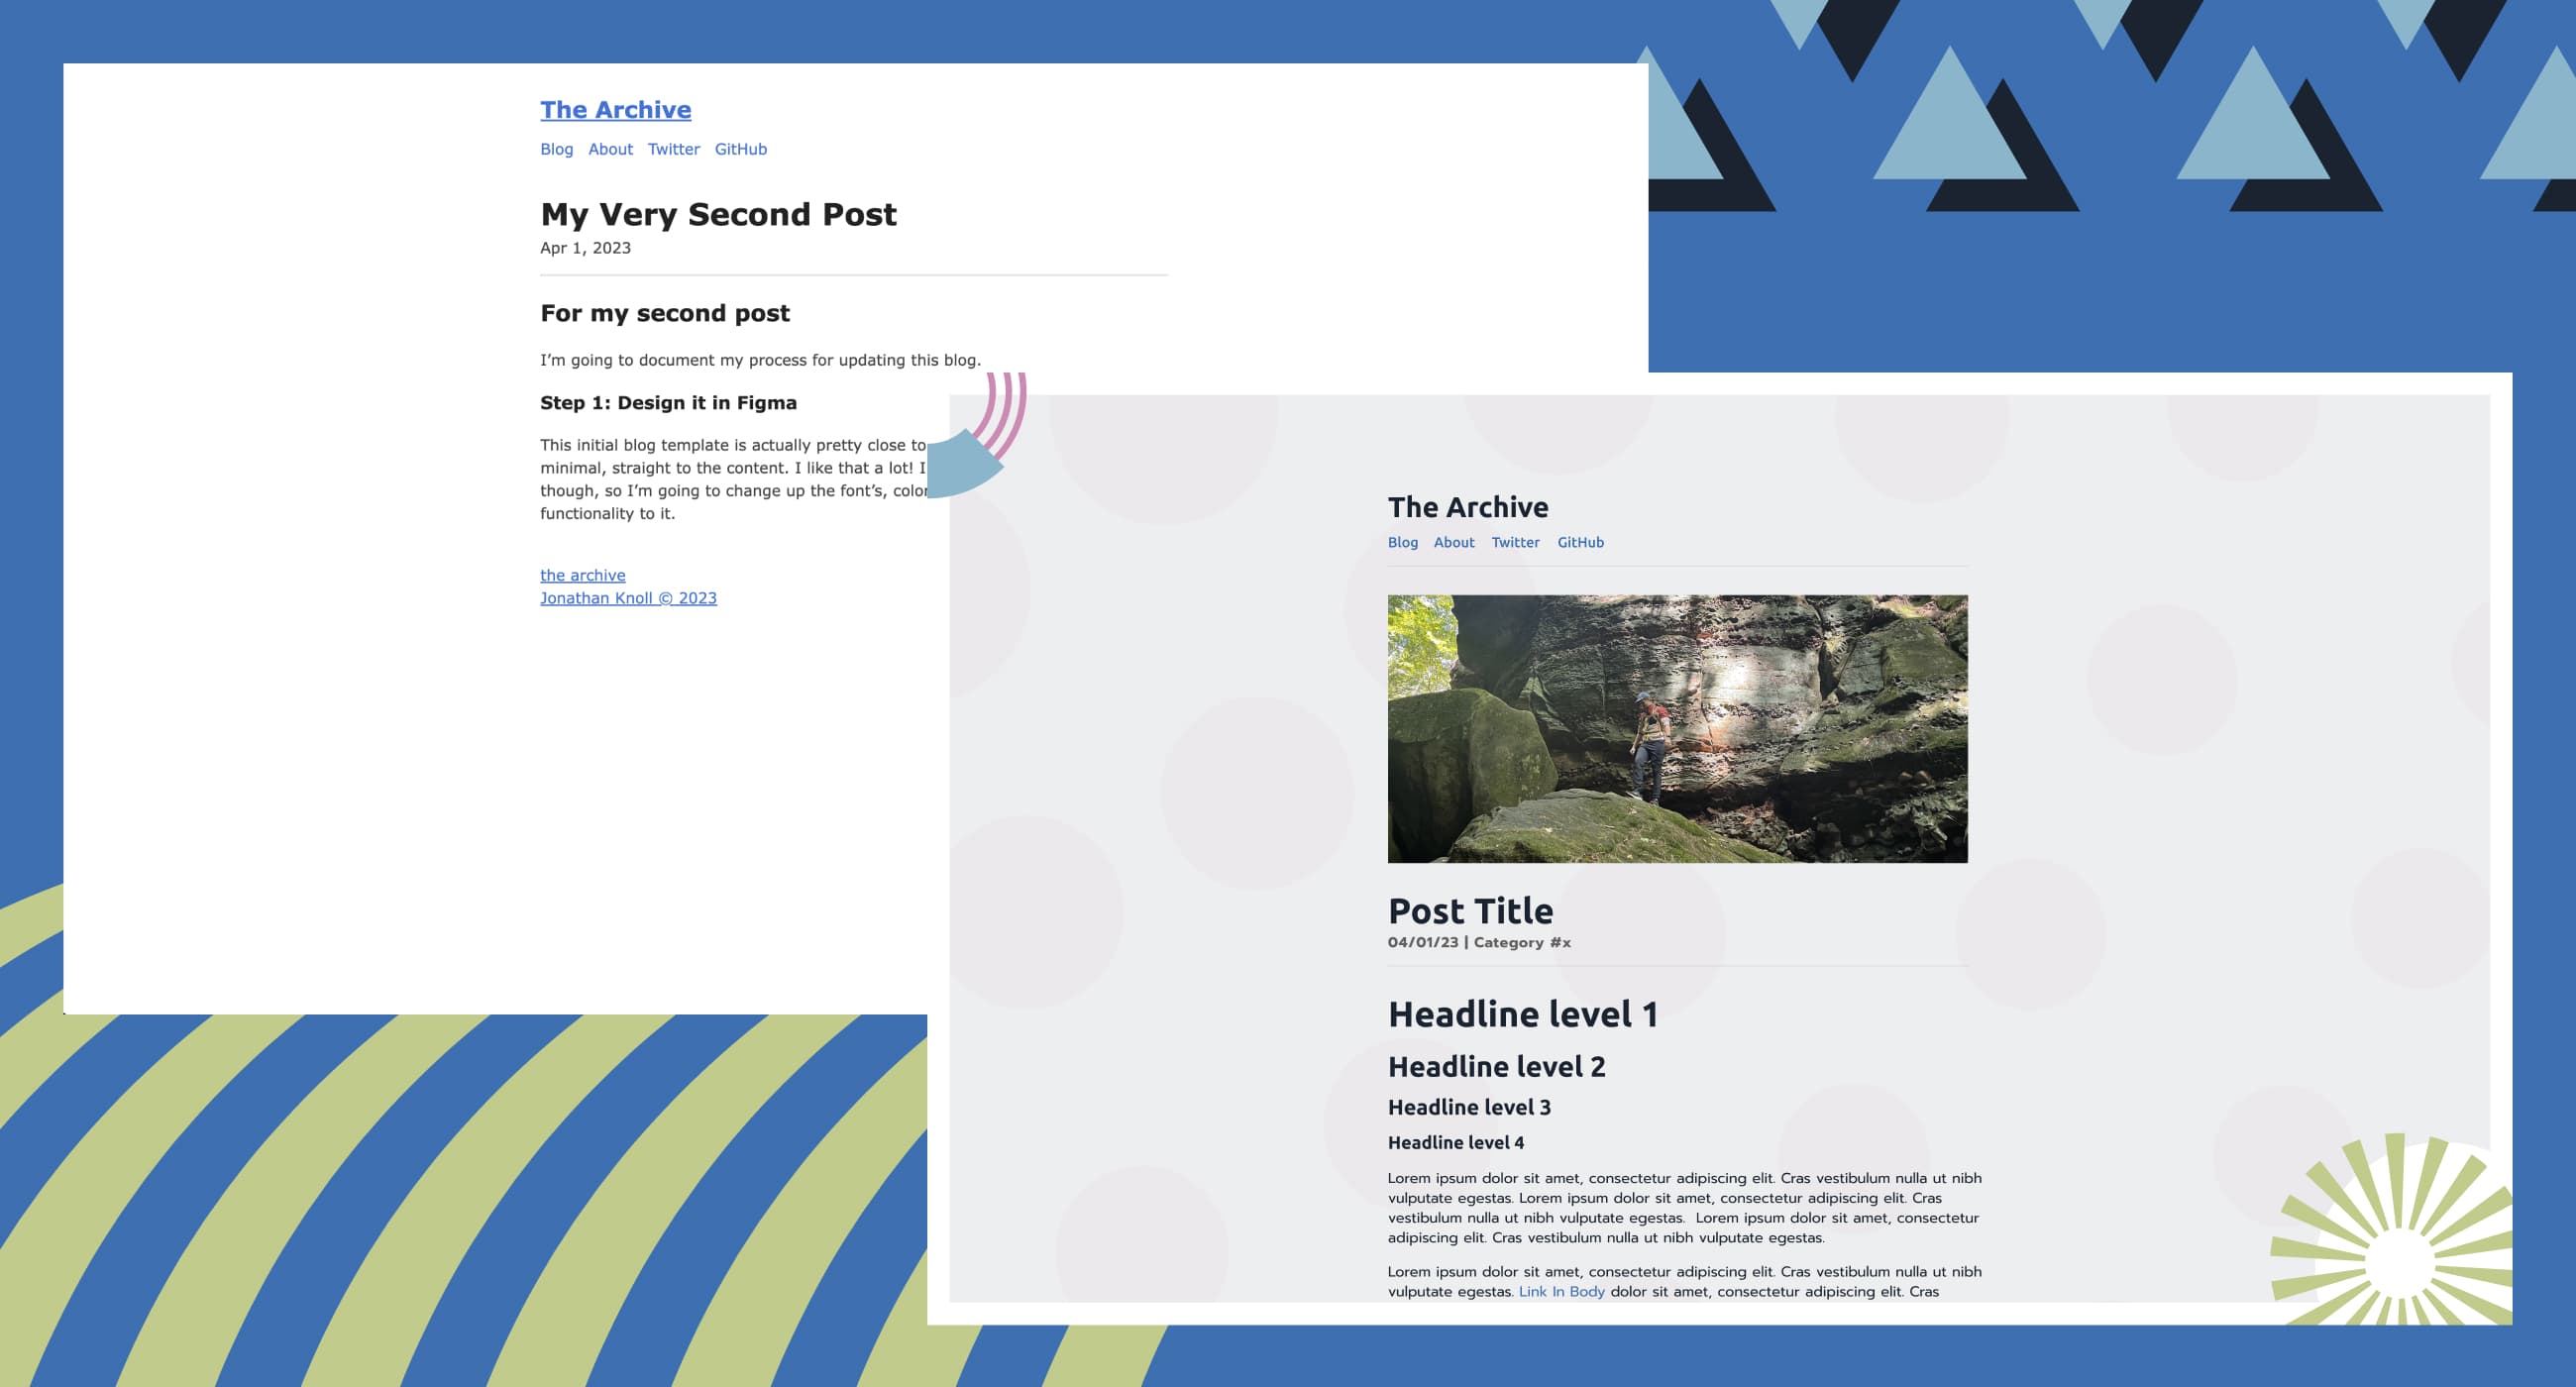 The Archive
Blog About Twitter GitHub
My Very Second Post
Apr 1, 2023
For my second post
I’m going to document my process for updating this blog.
Step 1: Design it in Figma
This initial blog template is actually pretty close to
minimal, straight to the content. I like that a lot! I
though, so I’m going to change up the font’s, color
functionality to it.
the archive
Jonathan Knoll © 2023
The Archive
Blog About Twitter GitHub
Post Title
04/01/23 | Category #x
Headline level 1
Headline level 2
Headline level 3
Headline level 4
Lorem ipsum dolor sit amet, consectetur adipiscing elit. Cras vestibulum nulla ut nibh
vulputate egestas. Lorem ipsum dolor sit amet, consectetur adipiscing elit. Cras
vestibulum nulla ut nibh vulputate egestas.  Lorem ipsum dolor sit amet, consectetur
adipiscing elit. Cras vestibulum nulla ut nibh vulputate egestas.
Lorem ipsum dolor sit amet, consectetur adipiscing elit. Cras vestibulum nulla ut nibh
vulputate egestas. Link In Body dolor sit amet, consectetur adipiscing elit. Cras